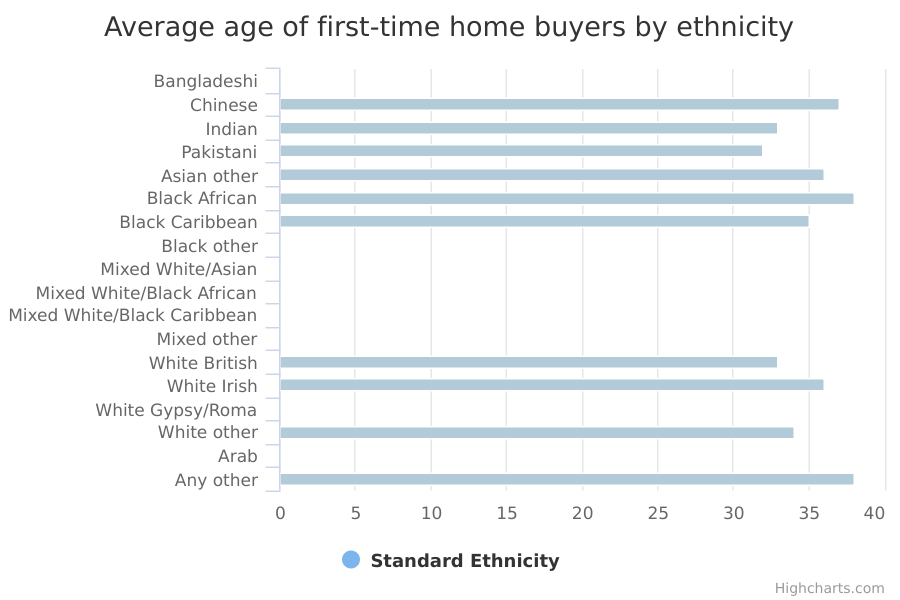 Average age of first-time home buyers by ethnicity
Bangladeshi
Chinese
Indian
Pakistani
Asian other
Black African
Black Caribbean
Black other
Mixed White/Asian
Mixed White/Black African
Mixed White/Black Caribbean
Mixed other
White British
White Irish
White Gypsy/Roma
White other
Arab
Any other
0 5 10 15 20 25 30 35 40
Standard Ethnicity
Highcharts.com